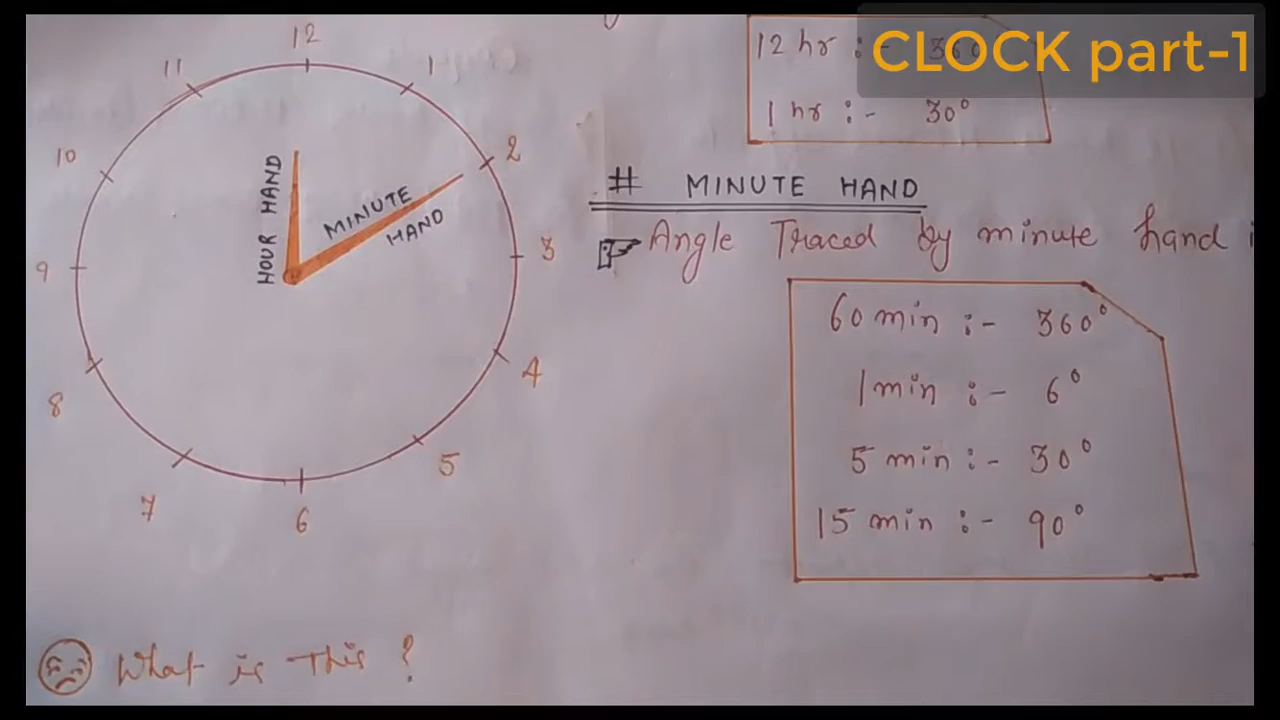 CLOCK part-1
12 hr :-
1 hr :- 30°
12
11
1
10
2
9
3
8
4
7
5
6
HOUR HAND
MINUTE
HAND
# MINUTE HAND
Angle Traced by minute hand
60 min :- 360°
1 min :- 6°
5 min :- 30°
15 min :- 90°
What is This ?